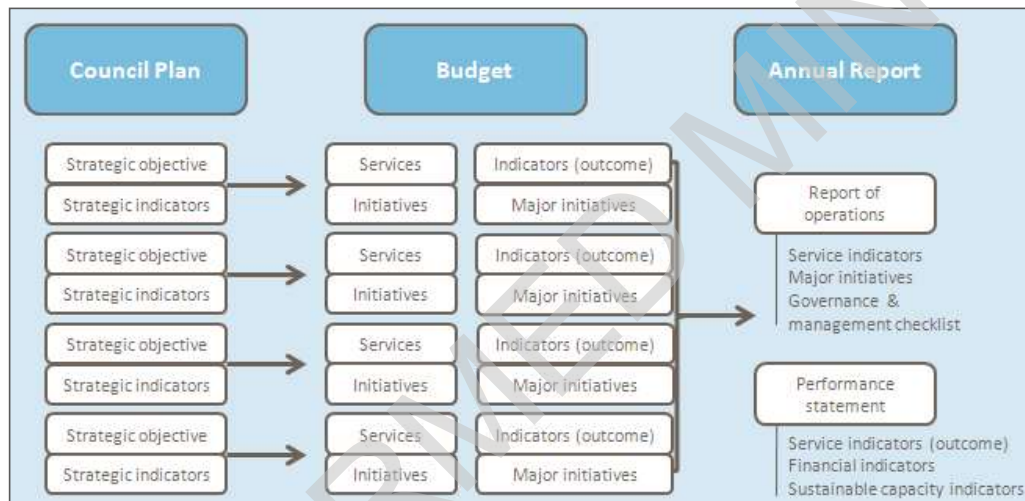 Council Plan
Budget
Annual Report
Strategic objective
Strategic indicators
Services
Initiatives
Indicators (outcome)
Major initiatives
Strategic objective
Strategic indicators
Services
Initiatives
Indicators (outcome)
Major initiatives
Strategic objective
Strategic indicators
Services
Initiatives
Indicators (outcome)
Major initiatives
Strategic objective
Strategic indicators
Services
Initiatives
Indicators (outcome)
Major initiatives
Report of
operations
Service indicators
Major initiatives
Governance &
management checklist
Performance
statement
Service indicators (outcome)
Financial indicators
Sustainable capacity indicators
RMED MIN